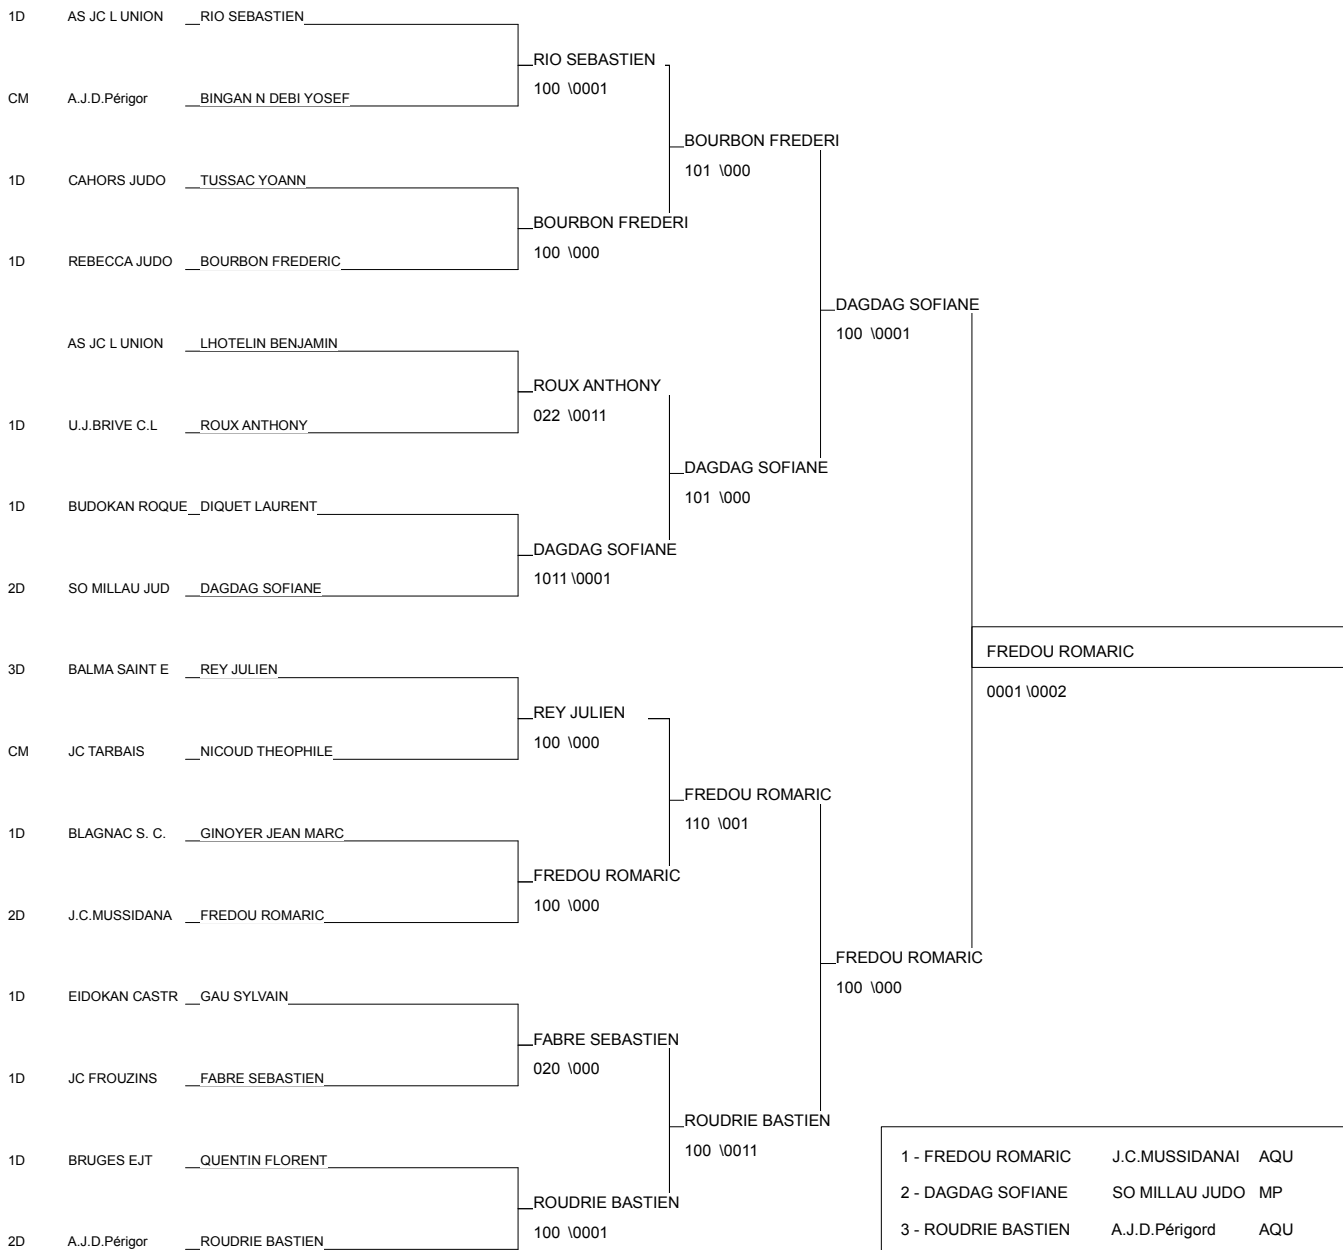 1D AS JC L UNION RIO SEBASTIEN
RIO SEBASTIEN
100 \0001
CM A.J.D.Périgor BINGAN N DEBI YOSEF
BOURBON FREDERI
101 \000
1D CAHORS JUDO TUSSAC YOANN
BOURBON FREDERI
100 \000
1D REBECCA JUDO BOURBON FREDERIC
DAGDAG SOFIANE
100 \0001
AS JC L UNION LHOTELIN BENJAMIN
ROUX ANTHONY
022 \0011
1D U.J.BRIVE C.L ROUX ANTHONY
DAGDAG SOFIANE
101 \000
1D BUDOKAN ROQUE DIQUET LAURENT
DAGDAG SOFIANE
1011 \0001
2D SO MILLAU JUD DAGDAG SOFIANE
FREDOU ROMARIC
0001 \0002
3D BALMA SAINT E REY JULIEN
REY JULIEN
100 \000
CM JC TARBAIS NICOUD THEOPHILE
FREDOU ROMARIC
110 \001
1D BLAGNAC S. C. GINOYER JEAN MARC
FREDOU ROMARIC
100 \000
2D J.C.MUSSIDANA FREDOU ROMARIC
FREDOU ROMARIC
100 \000
1D EIDOKAN CASTR GAU SYLVAIN
FABRE SEBASTIEN
020 \000
1D JC FROUZINS FABRE SEBASTIEN
ROUDRIE BASTIEN
100 \0011
1D BRUGES EJT QUENTIN FLORENT
ROUDRIE BASTIEN
100 \0001
2D A.J.D.Périgor ROUDRIE BASTIEN
1 - FREDOU ROMARIC J.C.MUSSIDANAI AQU
2 - DAGDAG SOFIANE SO MILLAU JUDO MP
3 - ROUDRIE BASTIEN A.J.D.Périgord AQU